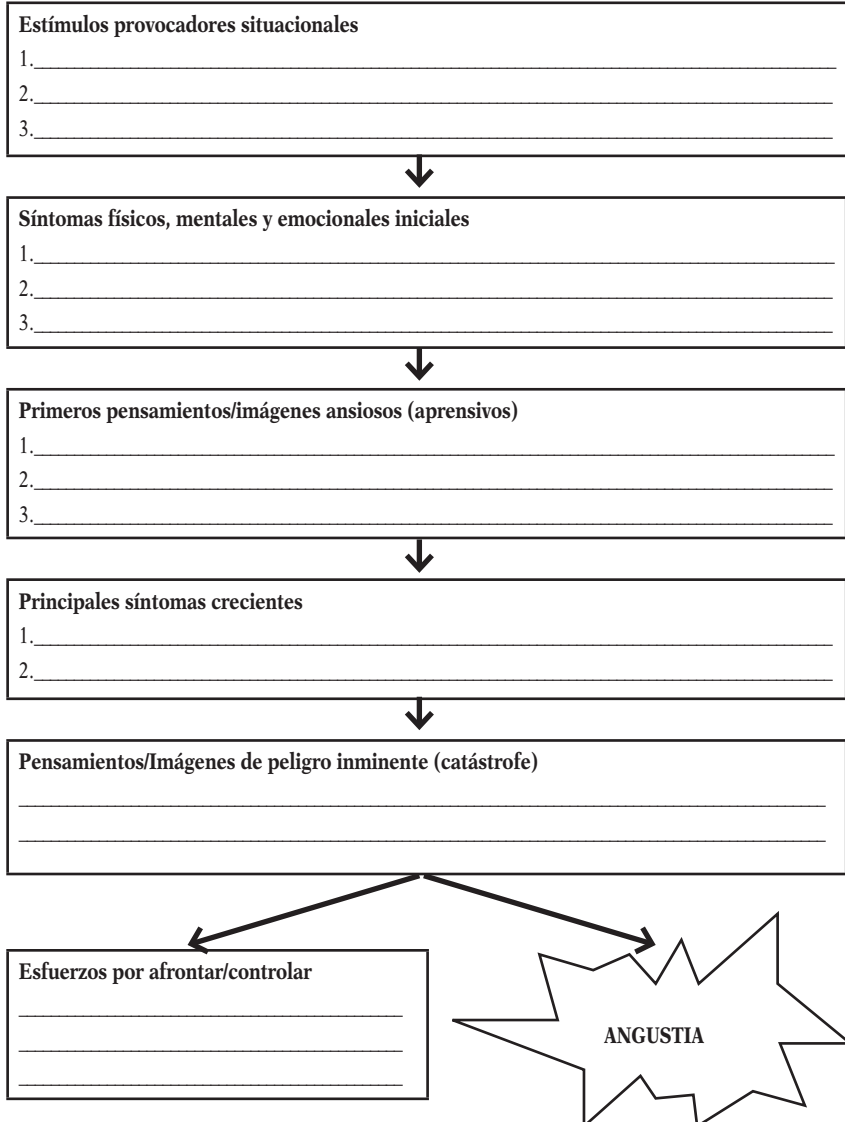 Estímulos provocadores situacionales
1.
2.
3.
Síntomas físicos, mentales y emocionales iniciales
1.
2.
3.
Primeros pensamientos/imágenes ansiosos (aprensivos)
1.
2.
3.
Principales síntomas crecientes
1.
2.
Pensamientos/Imágenes de peligro inminente (catástrofe)
Esfuerzos por afrontar/controlar
ANGUSTIA